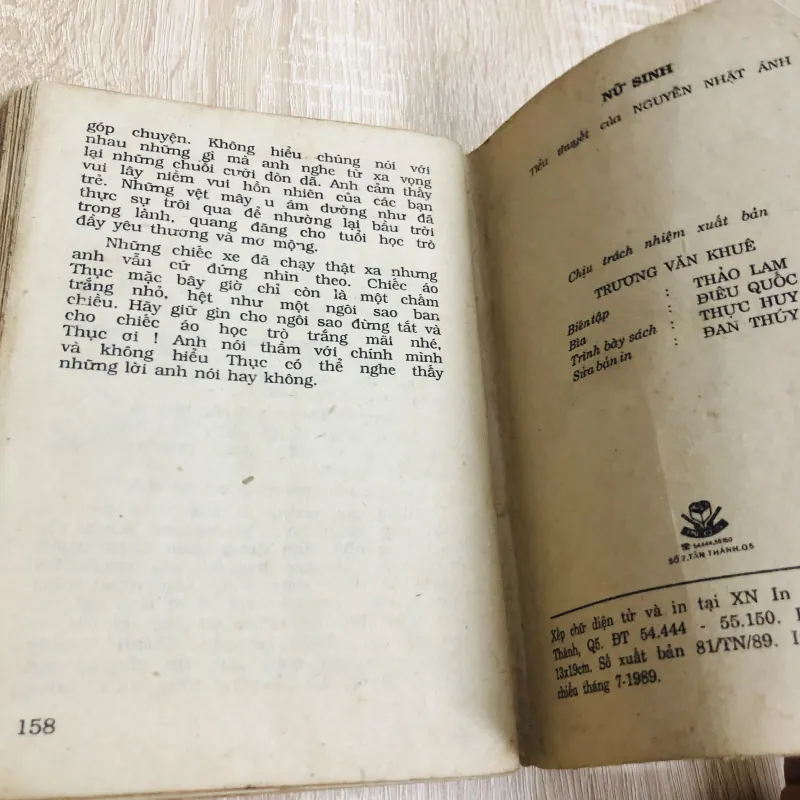 góp chuyện. Không hiểu chúng nói với
nhau những gì mà anh nghe từ xa vọng
lại những chuỗi cười dòn dã. Anh cảm thấy
vui lây niềm vui hồn nhiên của các bạn
trẻ. Những vệt mây u ám dường như đã
thực sự trôi qua để nhường lại bầu trời
trong lành, quang đãng cho tuổi học trò
đầy yêu thương và mơ mộng.
Những chiếc xe đã chạy thật xa nhưng
anh vẫn cứ đứng nhìn theo. Chiếc áo
Thục mặc bây giờ chỉ còn là một chấm
trắng nhỏ, hệt như một ngôi sao ban
chiều. Hãy giữ gìn cho ngôi sao đừng tắt và
cho chiếc áo học trò trắng mãi nhé,
Thục ơi ! Anh nói thầm với chính mình
và không hiểu Thục có thể nghe thấy
những lời anh nói hay không.
158
NỮ SINH
Tiểu thuyết của NGUYỄN NHẬT ÁNH
Chịu trách nhiệm xuất bản
TRƯƠNG VĂN KHUÊ
Biên tập : THẢO LAM
Bìa : ĐIÊU QUỐC
Trình bày sách : THỤC HUY
Sửa bản in : ĐAN THÚY
☎ 54.444.55150
SỐ 7, TẢN THÀNH.Q5
Xếp chữ điện tử và in tại XN In
Thành, Q5. ĐT 54.444 - 55.150.
13x19cm. Số xuất bản 81/TN/89.
chiểu tháng 7-1989.